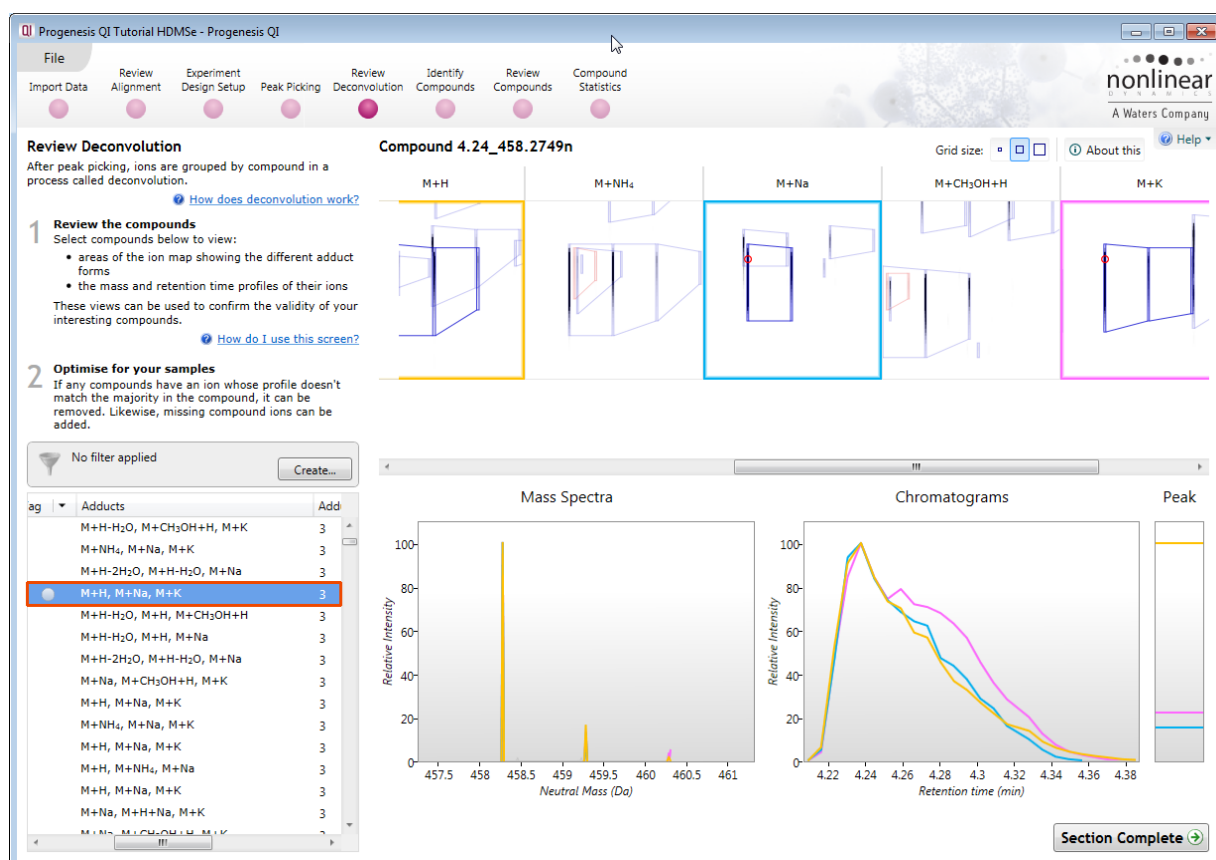 Progenesis QI Tutorial HDMSe - Progenesis QI
File
Import Data
Review Alignment
Experiment Design Setup
Peak Picking
Review Deconvolution
Identify Compounds
Review Compounds
Compound Statistics
nonlinear
DYNAMICS
A Waters Company
Review Deconvolution
After peak picking, ions are grouped by compound in a
process called deconvolution.
How does deconvolution work?
1 Review the compounds
Select compounds below to view:
• areas of the ion map showing the different adduct
forms
• the mass and retention time profiles of their ions
These views can be used to confirm the validity of your
interesting compounds.
How do I use this screen?
2 Optimise for your samples
If any compounds have an ion whose profile doesn't
match the majority in the compound, it can be
removed. Likewise, missing compound ions can be
added.
No filter applied
Create...
ag Adducts Addu
M+H-H₂O, M+CH₃OH+H, M+K 3
M+NH₄, M+Na, M+K 3
M+H-2H₂O, M+H-H₂O, M+Na 3
M+H, M+Na, M+K 3
M+H-H₂O, M+H, M+CH₃OH+H 3
M+H-H₂O, M+H, M+Na 3
M+H-2H₂O, M+H-H₂O, M+Na 3
M+Na, M+CH₃OH+H, M+K 3
M+H, M+Na, M+K 3
M+NH₄, M+Na, M+K 3
M+H, M+Na, M+K 3
M+H, M+NH₄, M+Na 3
M+H, M+Na, M+K 3
M+Na, M+H+Na, M+K 3
M+Na, M+CH₃OH+H, M+K 3
Compound 4.24_458.2749n
Grid size:
About this
Help
M+H M+NH₄ M+Na M+CH₃OH+H M+K
Mass Spectra
Relative Intensity
100
80
60
40
20
0
457.5 458 458.5 459 459.5 460 460.5 461
Neutral Mass (Da)
Chromatograms
Relative Intensity
100
80
60
40
20
0
4.22 4.24 4.26 4.28 4.3 4.32 4.34 4.36 4.38
Retention time (min)
Peak
Section Complete